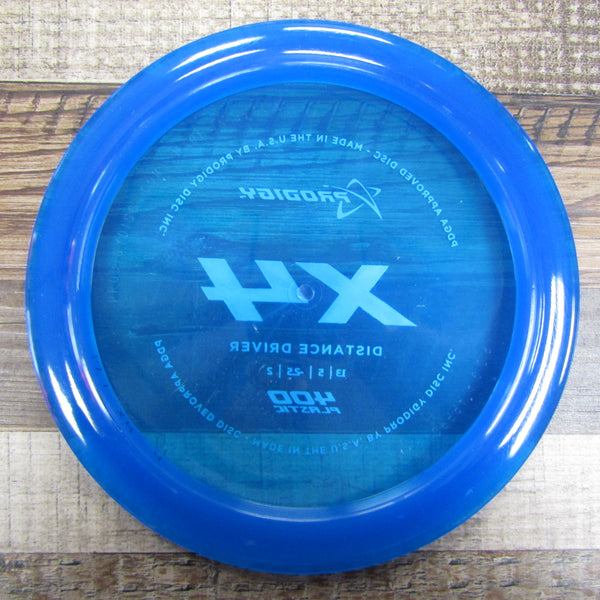 PDGA APPROVED DISC - MADE IN THE U.S.A. BY PRODIGY DISC INC.
PRODIGY
X4
DISTANCE DRIVER
13 | 5 | -2.5 | 2
400
PLASTIC
PDGA APPROVED DISC - MADE IN THE U.S.A. BY PRODIGY DISC INC.